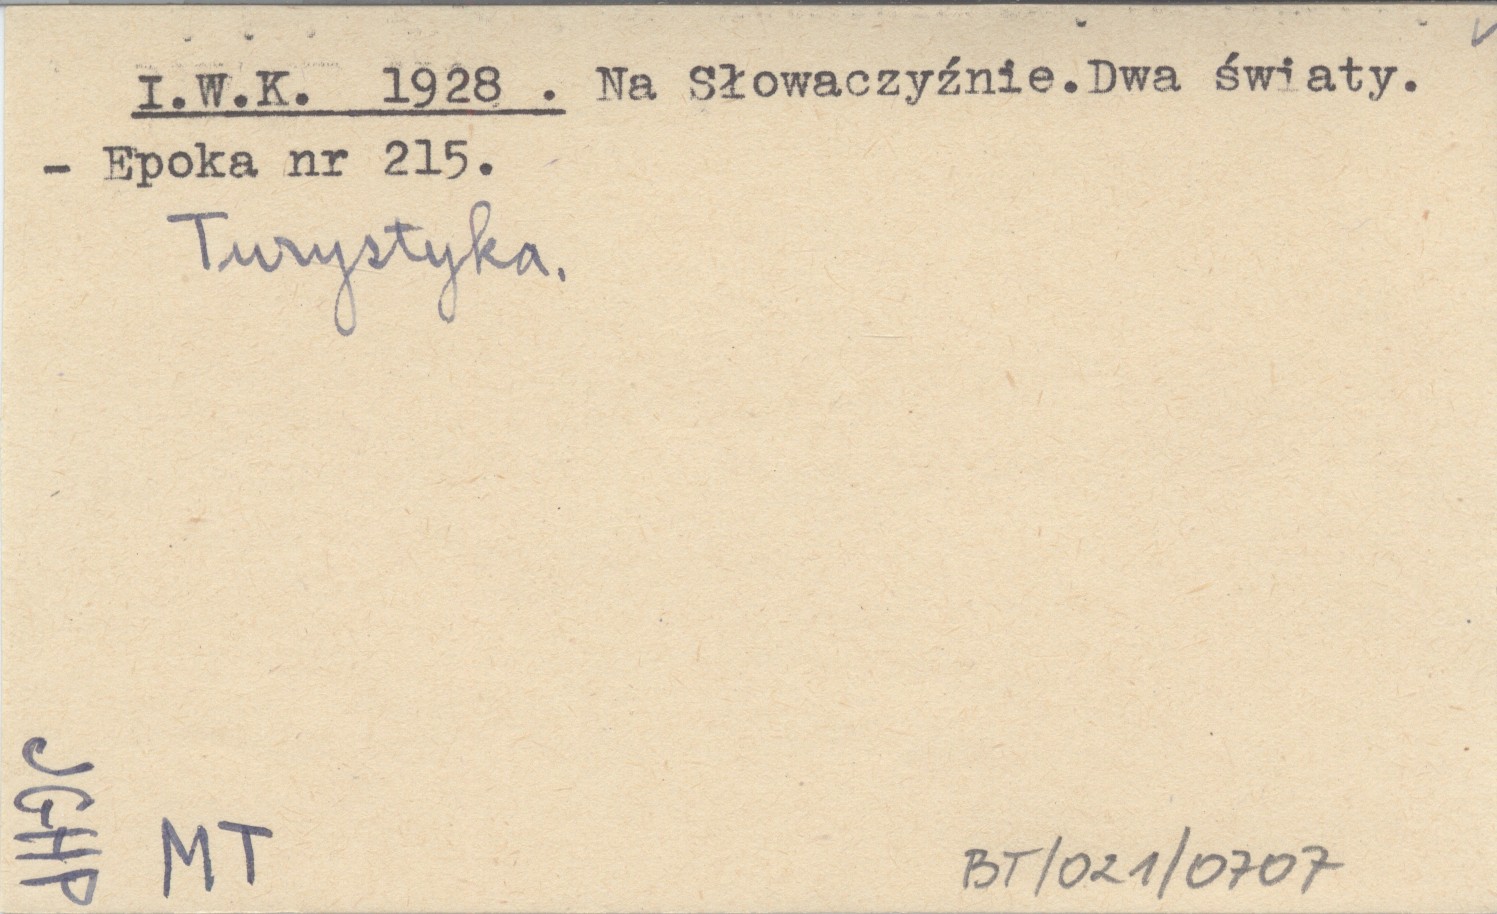 I.W.K. 1928 . Na Słowaczyźnie.Dwa światy.
- Epoka nr 215.
Turystyka.
JGHP
MT
BT/021/0707